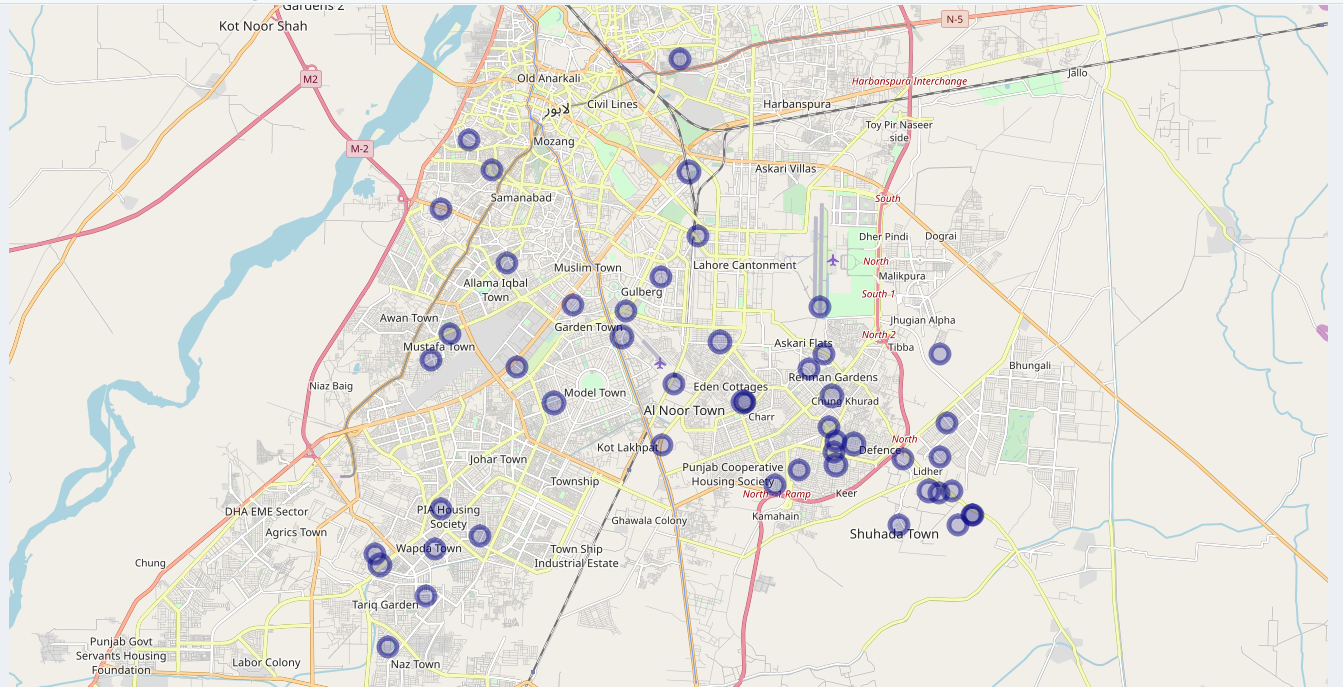 Gardens 2
Kot Noor Shah
N-5
M2
Old Anarkali
Jallo
Harbanspura Interchange
لاہور
Civil Lines
Harbanspura
Toy Pir Naseer
side
M-2
Mozang
Askari Villas
Samanabad
South
Dher Pindi
Dograi
Muslim Town
Lahore Cantonment
North
Malikpura
Allama Iqbal
Town
Gulberg
South 1
Awan Town
Garden Town
Jhugian Alpha
North 2
Mustafa Town
Askari Flats
Tibba
Bhungali
Niaz Baig
Model Town
Eden Cottages
Rehman Gardens
Chung Khurad
Al Noor Town
Charr
Kot Lakhpat
North
Defence
Johar Town
Punjab Cooperative
Housing Society
Lidher
Township
Keer
DHA EME Sector
PIA Housing
Society
Ghawala Colony
Kamahain
Agrics Town
Shuhada Town
Wapda Town
Town Ship
Industrial Estate
Chung
Tariq Garden
Punjab Govt
Servants Housing
Foundation
Labor Colony
Naz Town